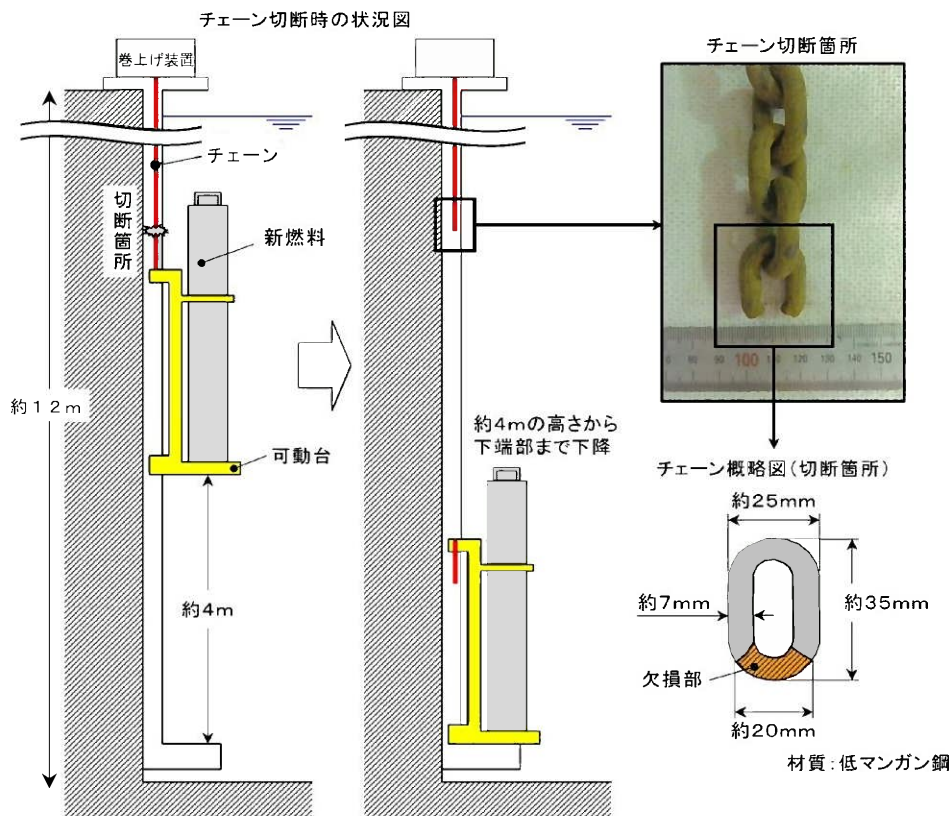 チェーン切断時の状況図
巻上げ装置
チェーン
切断箇所
新燃料
約12m
可動台
約4m
約4mの高さから
下端部まで下降
チェーン切断箇所
80 90 100 110 120 130 140 150
チェーン概略図(切断箇所)
約25mm
約7mm
約35mm
欠損部
約20mm
材質:低マンガン鋼